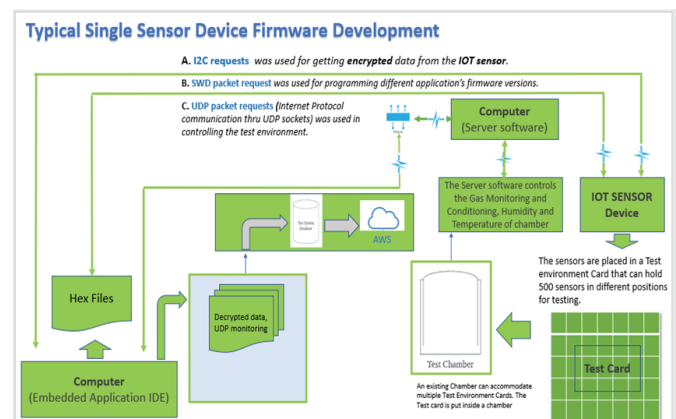 Typical Single Sensor Device Firmware Development
A. I2C requests was used for getting encrypted data from the IOT sensor.
B. SWD packet request was used for programming different application's firmware versions.
C. UDP packet requests (Internet Protocol
communication thru UDP sockets) was used in
controlling the test environment.
Computer
(Server software)
The Server software controls
the Gas Monitoring and
Conditioning, Humidity and
Temperature of chamber
IOT SENSOR
Device
AWS
The sensors are placed in a Test
environment Card that can hold
500 sensors in different positions
for testing.
Hex Files
Decrypted data,
UDP monitoring
Test Chamber
Test Card
Computer
(Embedded Application IDE)
An existing Chamber can accommodate
multiple Test Environment Cards. The
Test card is put inside a chamber